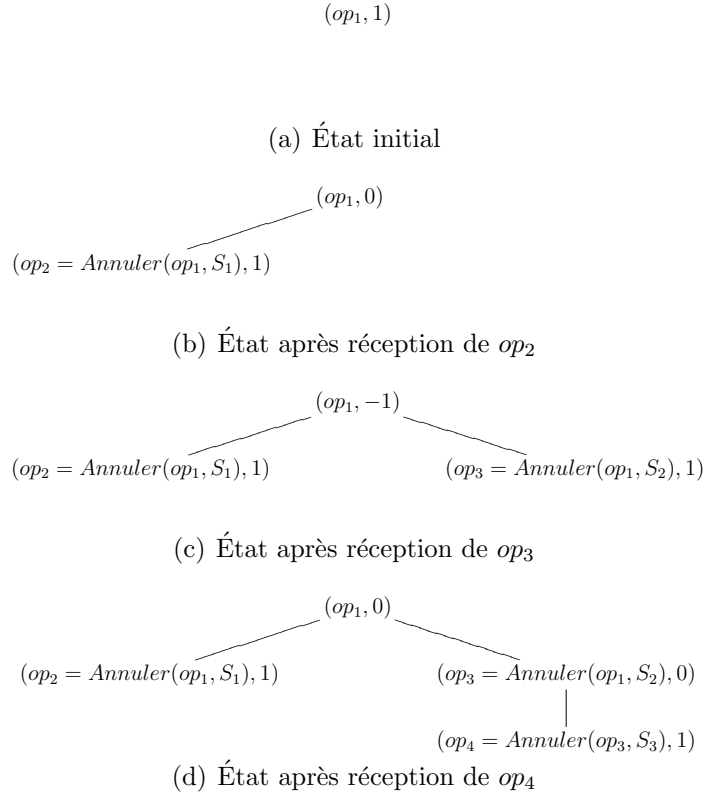 (op₁, 1)
(a) État initial
(op₁, 0)
(op₂ = Annuler(op₁, S₁), 1)
(b) État après réception de op₂
(op₁, −1)
(op₂ = Annuler(op₁, S₁), 1) (op₃ = Annuler(op₁, S₂), 1)
(c) État après réception de op₃
(op₁, 0)
(op₂ = Annuler(op₁, S₁), 1) (op₃ = Annuler(op₁, S₂), 0)
(op₄ = Annuler(op₃, S₃), 1)
(d) État après réception de op₄